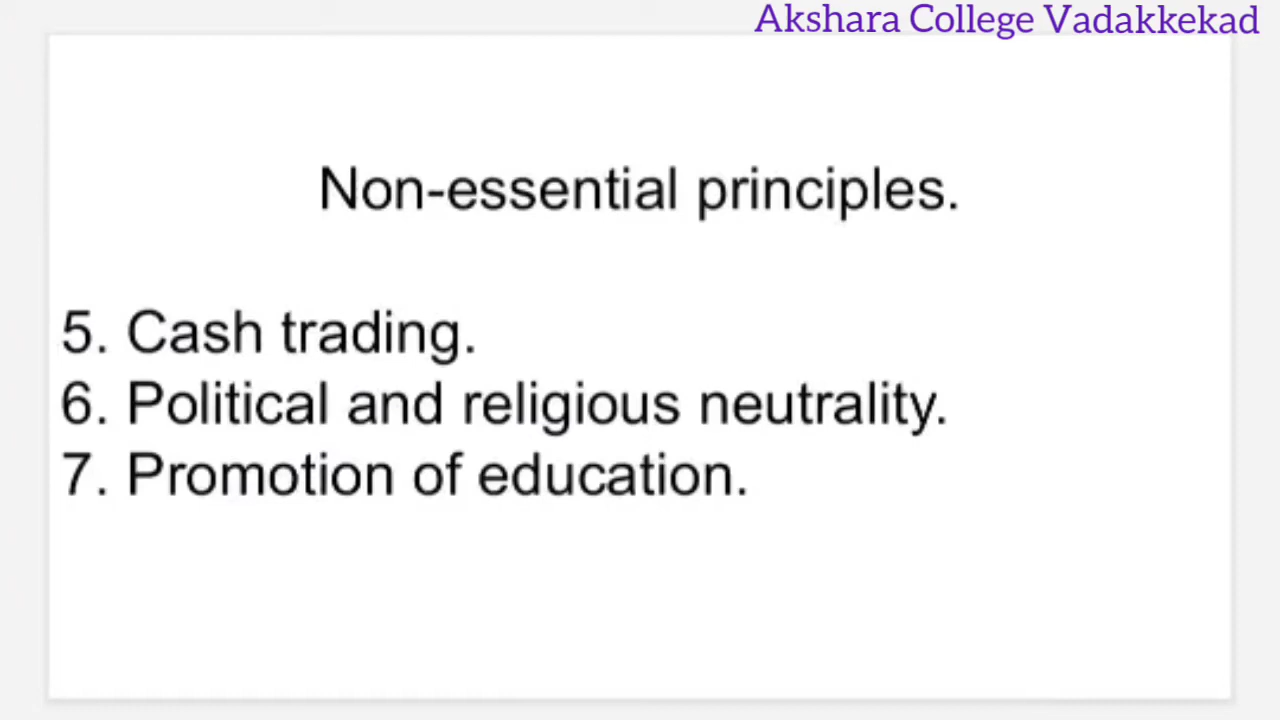 Akshara College Vadakkekad
Non-essential principles.
5. Cash trading.
6. Political and religious neutrality.
7. Promotion of education.